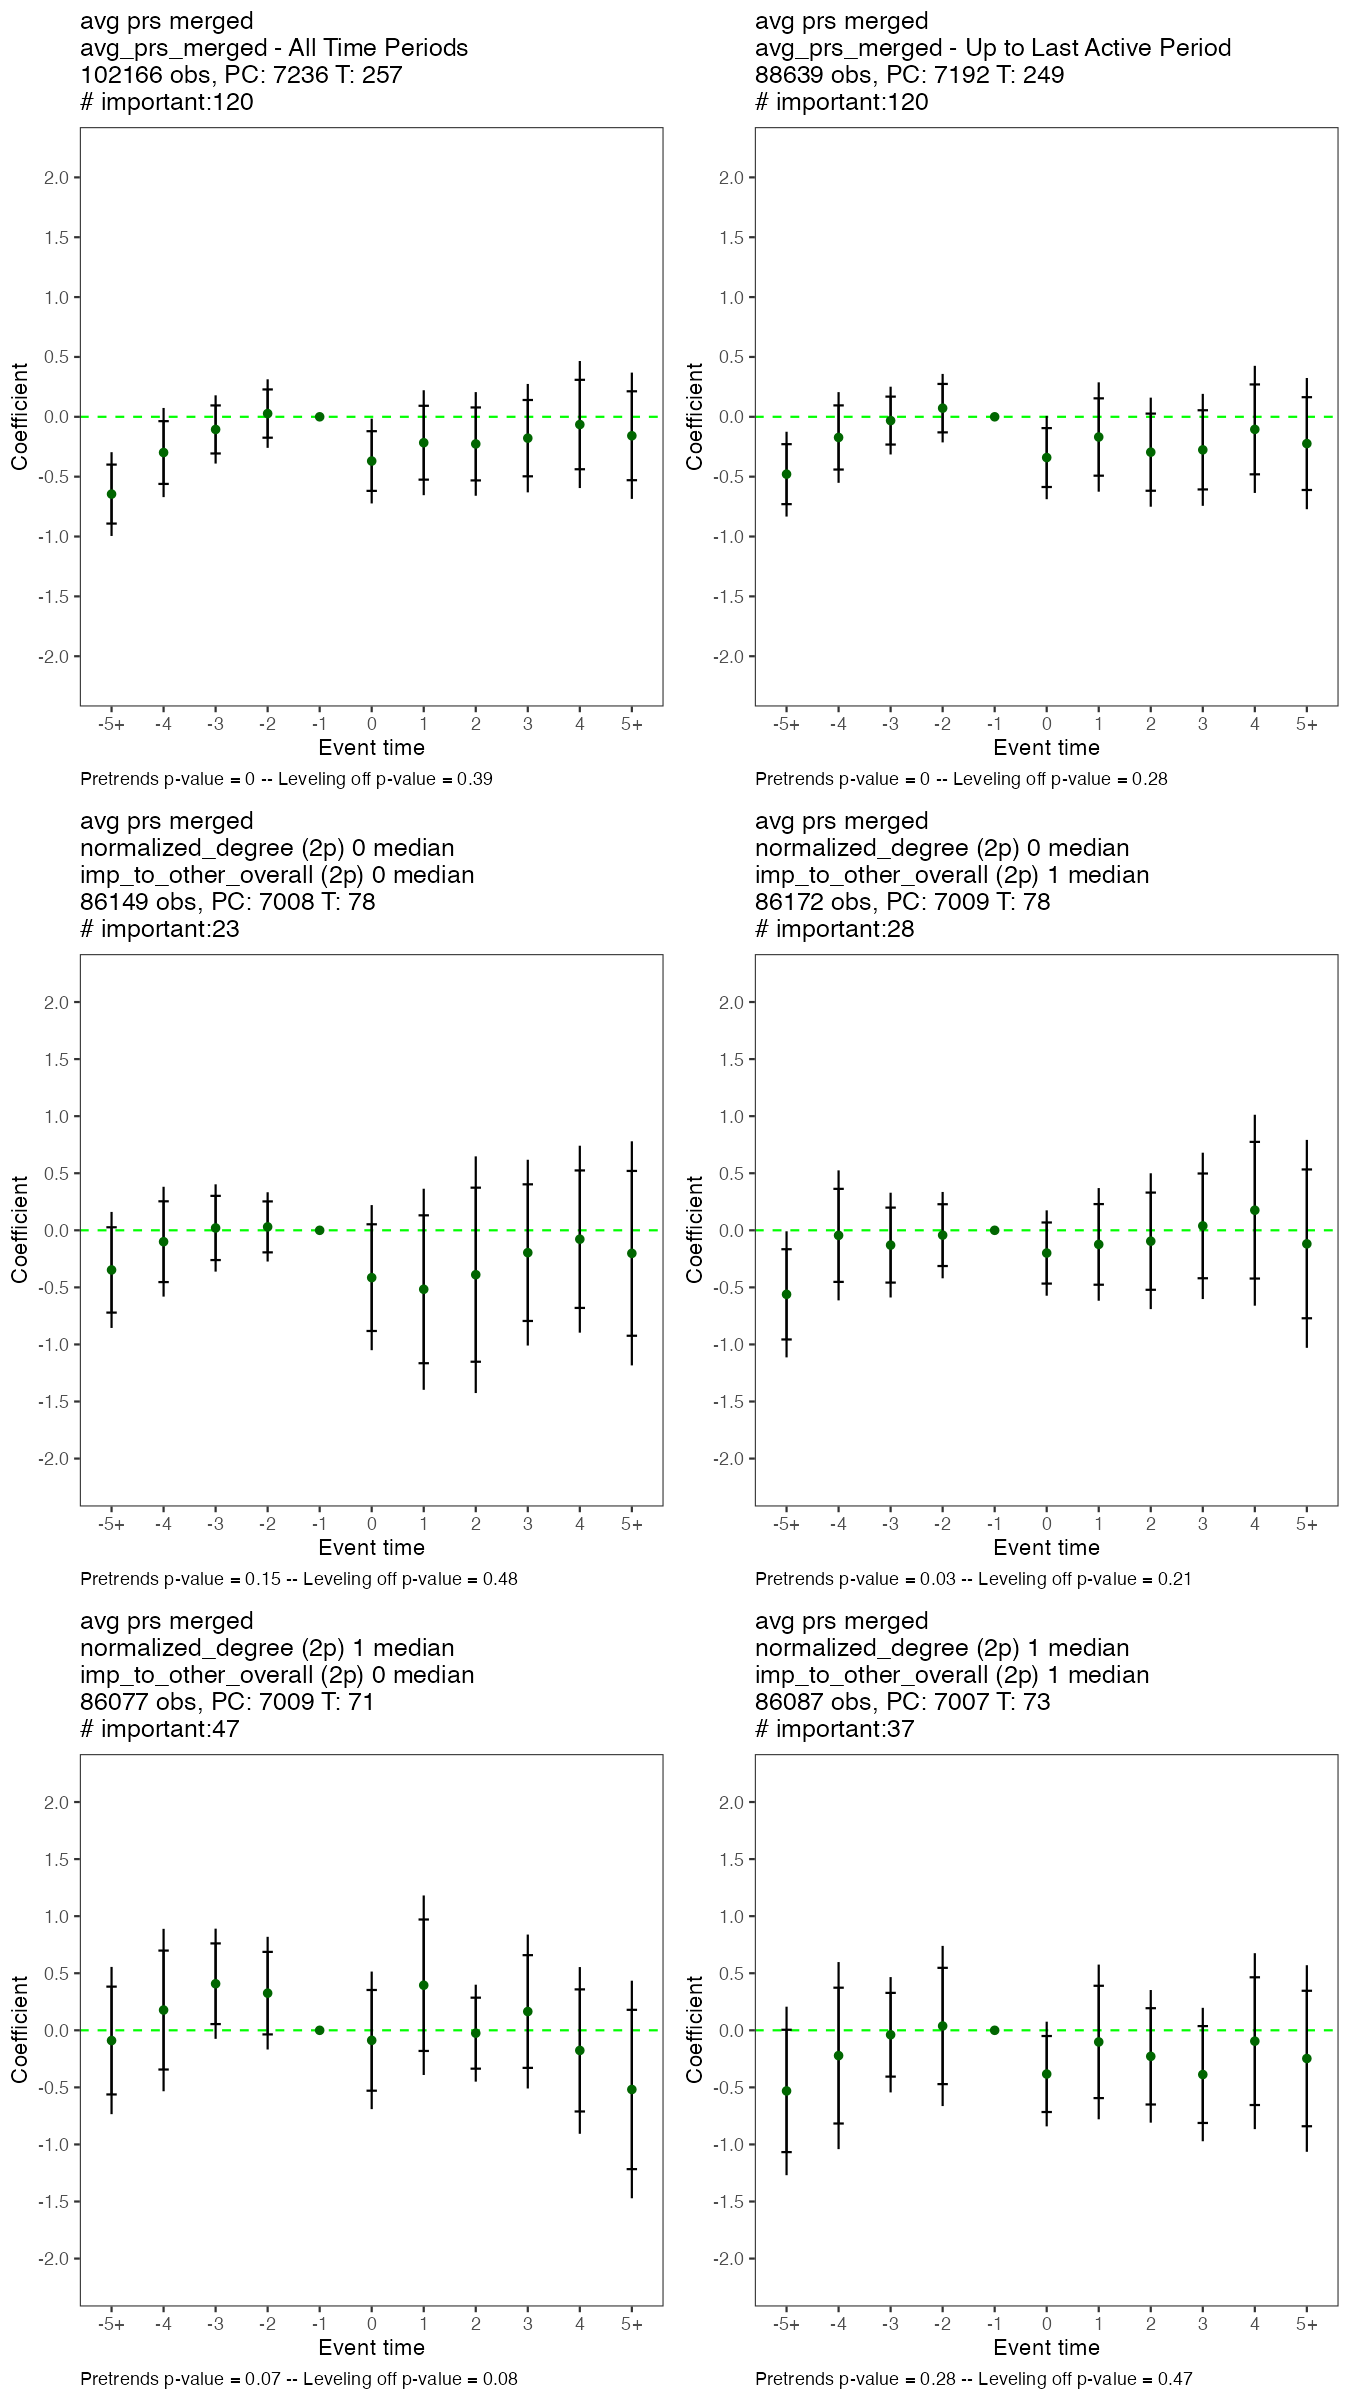 avg prs merged
avg_prs_merged - All Time Periods
102166 obs, PC: 7236 T: 257
# important:120
Coefficient
2.0
1.5
1.0
0.5
0.0
-0.5
-1.0
-1.5
-2.0
-5+ -4 -3 -2 -1 0 1 2 3 4 5+
Event time
Pretrends p-value = 0 -- Leveling off p-value = 0.39
avg prs merged
avg_prs_merged - Up to Last Active Period
88639 obs, PC: 7192 T: 249
# important:120
Coefficient
2.0
1.5
1.0
0.5
0.0
-0.5
-1.0
-1.5
-2.0
-5+ -4 -3 -2 -1 0 1 2 3 4 5+
Event time
Pretrends p-value = 0 -- Leveling off p-value = 0.28
avg prs merged
normalized_degree (2p) 0 median
imp_to_other_overall (2p) 0 median
86149 obs, PC: 7008 T: 78
# important:23
Coefficient
2.0
1.5
1.0
0.5
0.0
-0.5
-1.0
-1.5
-2.0
-5+ -4 -3 -2 -1 0 1 2 3 4 5+
Event time
Pretrends p-value = 0.15 -- Leveling off p-value = 0.48
avg prs merged
normalized_degree (2p) 0 median
imp_to_other_overall (2p) 1 median
86172 obs, PC: 7009 T: 78
# important:28
Coefficient
2.0
1.5
1.0
0.5
0.0
-0.5
-1.0
-1.5
-2.0
-5+ -4 -3 -2 -1 0 1 2 3 4 5+
Event time
Pretrends p-value = 0.03 -- Leveling off p-value = 0.21
avg prs merged
normalized_degree (2p) 1 median
imp_to_other_overall (2p) 0 median
86077 obs, PC: 7009 T: 71
# important:47
Coefficient
2.0
1.5
1.0
0.5
0.0
-0.5
-1.0
-1.5
-2.0
-5+ -4 -3 -2 -1 0 1 2 3 4 5+
Event time
Pretrends p-value = 0.07 -- Leveling off p-value = 0.08
avg prs merged
normalized_degree (2p) 1 median
imp_to_other_overall (2p) 1 median
86087 obs, PC: 7007 T: 73
# important:37
Coefficient
2.0
1.5
1.0
0.5
0.0
-0.5
-1.0
-1.5
-2.0
-5+ -4 -3 -2 -1 0 1 2 3 4 5+
Event time
Pretrends p-value = 0.28 -- Leveling off p-value = 0.47